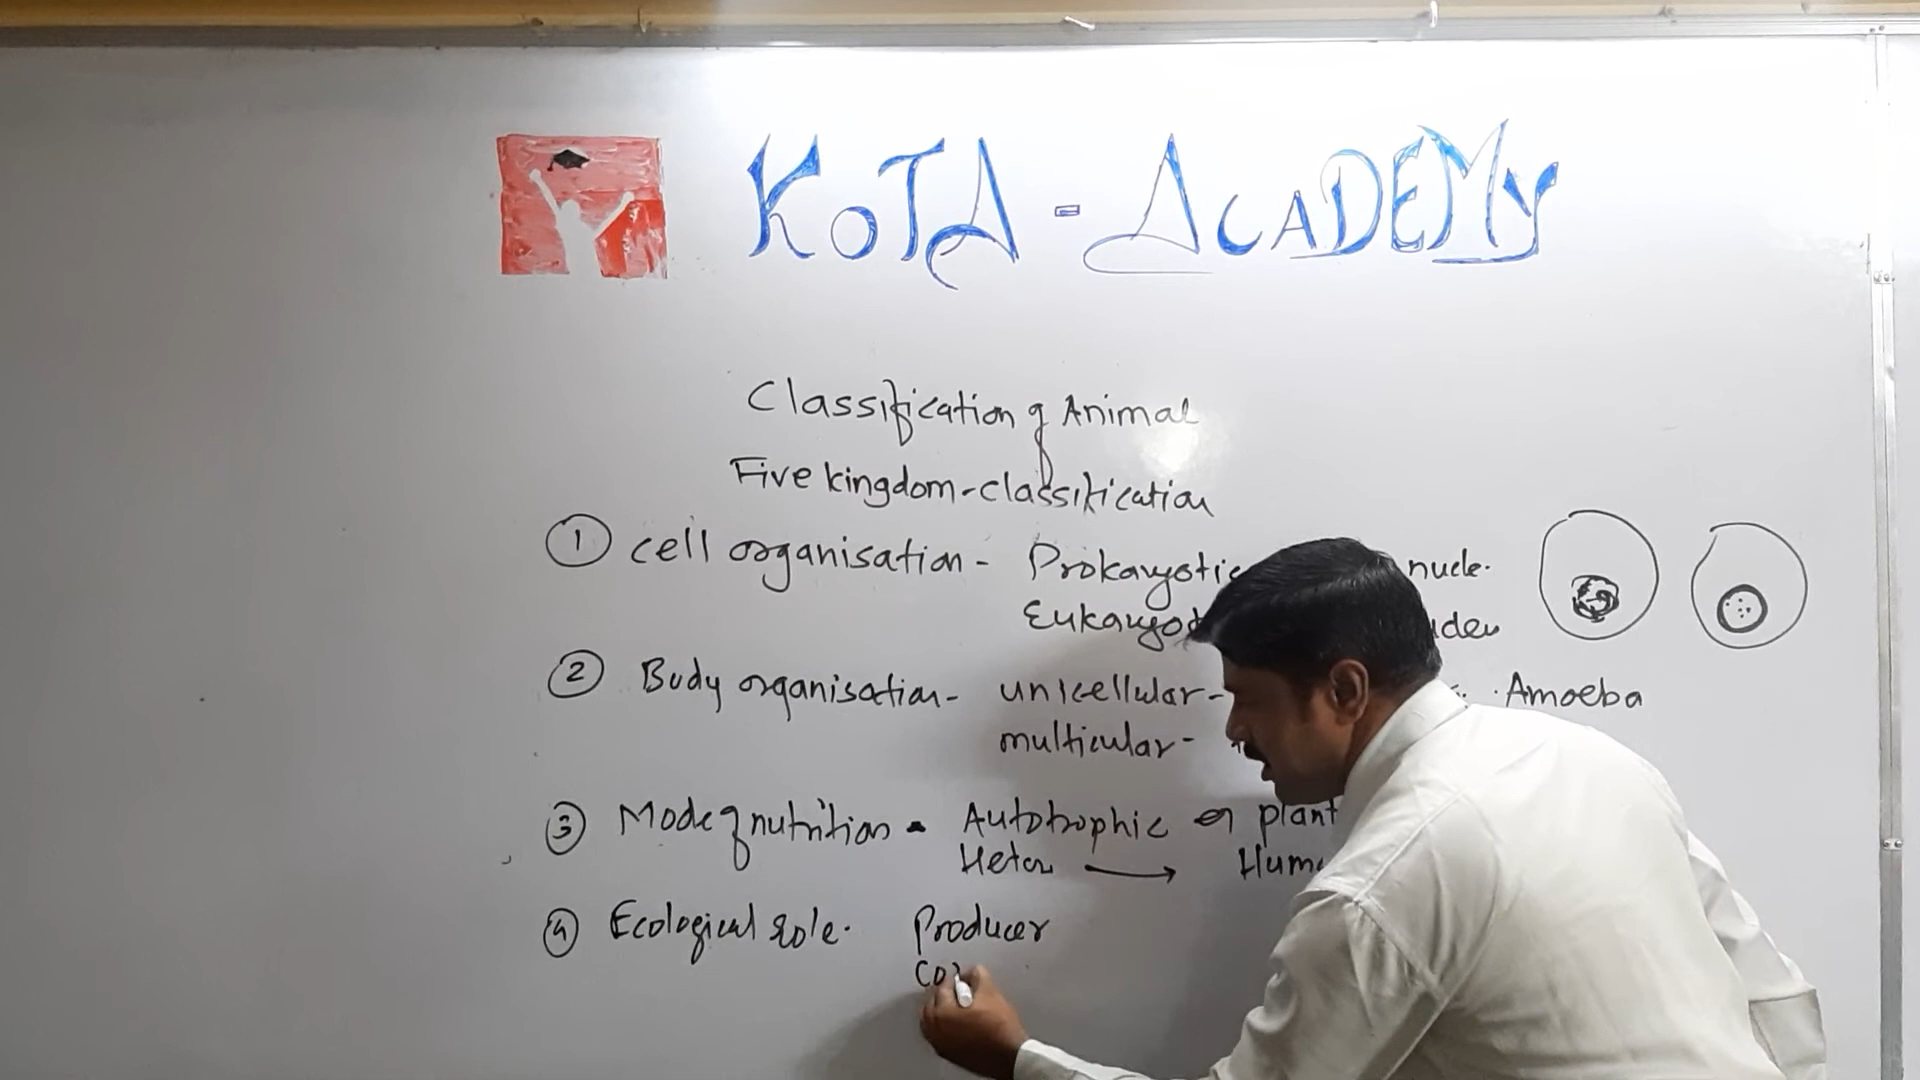 KOTA - ACADEMY
Classification of Animal
Five kingdom - classification
1 cell organisation - Prokaryotic nucle.
Eukaryot
2 Body organisation - unicellular - Amoeba
multicular -
3 Mode of nutrition - Autotrophic plant
Heter → Hum
4 Ecological role. Producer
Co